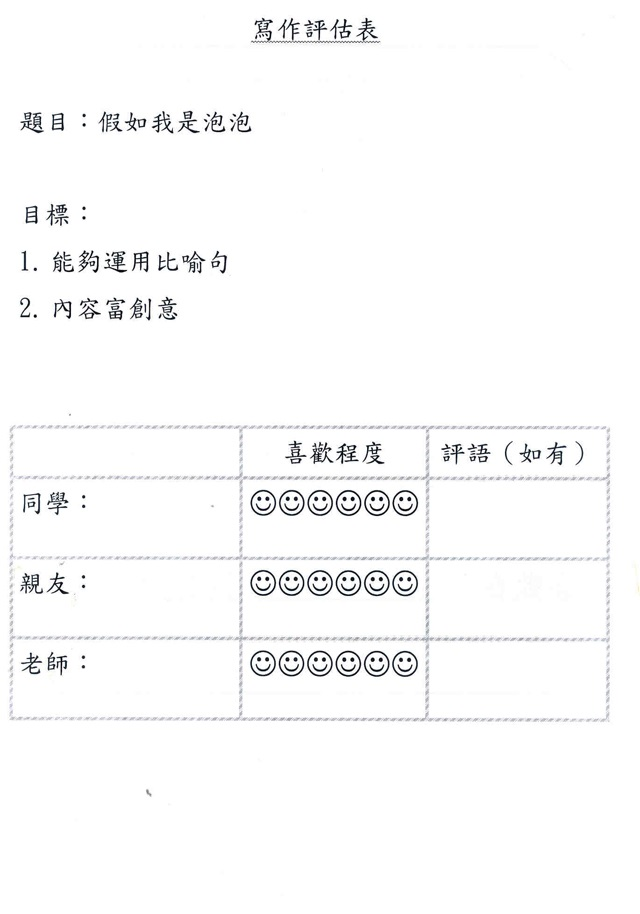 寫作評估表
題目：假如我是泡泡
目標：
1. 能夠運用比喻句
2. 內容富創意
喜歡程度 評語（如有）
同學：
親友：
老師：